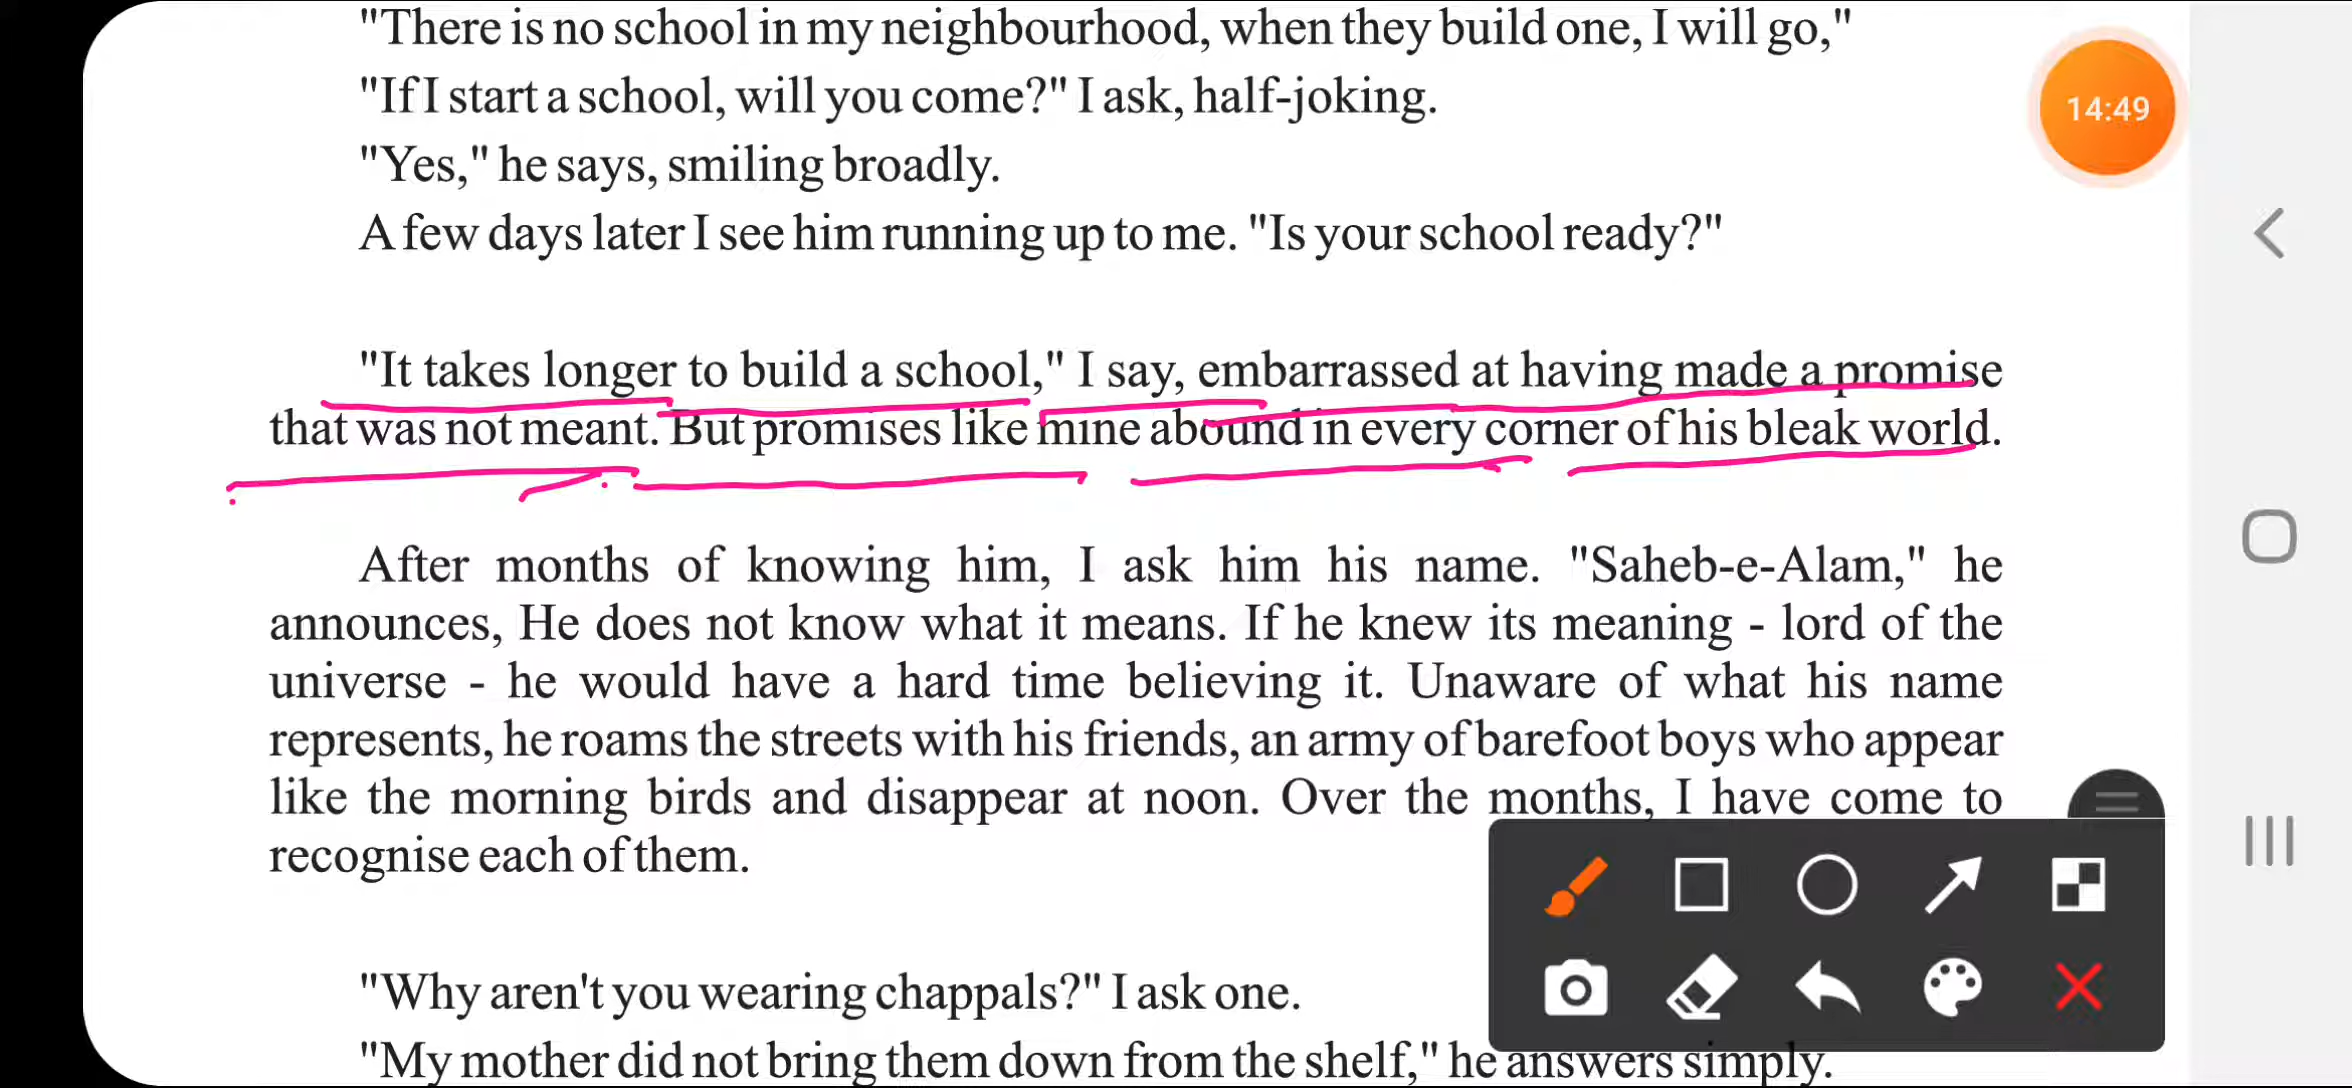 "There is no school in my neighbourhood, when they build one, I will go,"
"If I start a school, will you come?" I ask, half-joking.
14:49
"Yes," he says, smiling broadly.
A few days later I see him running up to me. "Is your school ready?"
"It takes longer to build a school," I say, embarrassed at having made a promise
that was not meant. But promises like mine abound in every corner of his bleak world.
After months of knowing him, I ask him his name. "Saheb-e-Alam," he
announces, He does not know what it means. If he knew its meaning - lord of the
universe - he would have a hard time believing it. Unaware of what his name
represents, he roams the streets with his friends, an army of barefoot boys who appear
like the morning birds and disappear at noon. Over the months, I have come to
recognise each of them.
"Why aren't you wearing chappals?" I ask one.
"My mother did not bring them down from the shelf," he answers simply.